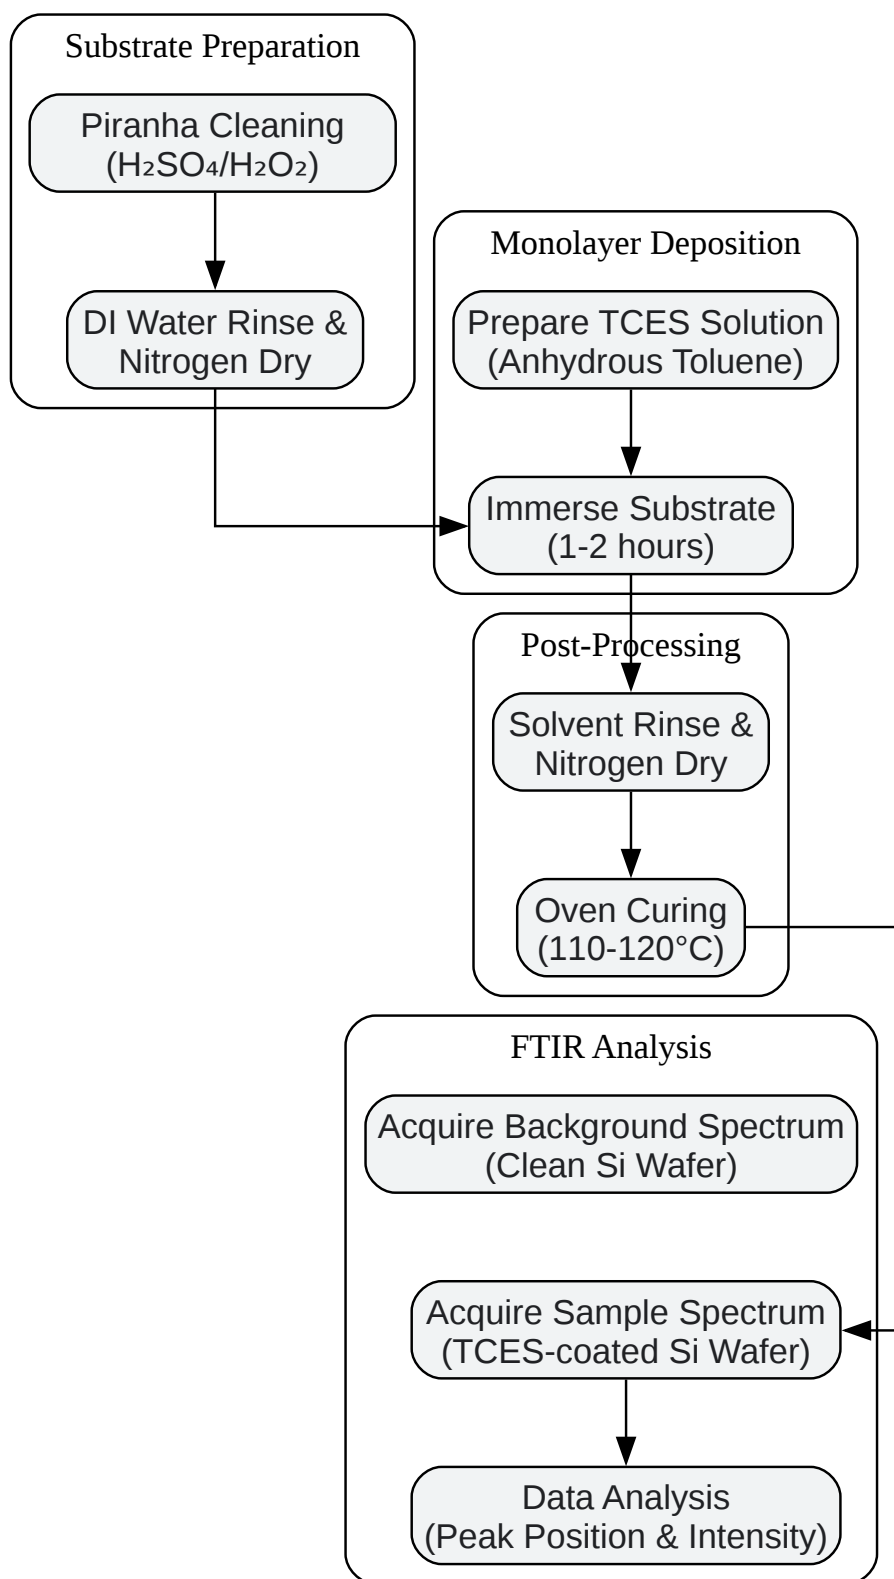 Substrate Preparation
Piranha Cleaning
(H₂SO₄/H₂O₂)
DI Water Rinse &
Nitrogen Dry
Monolayer Deposition
Prepare TCES Solution
(Anhydrous Toluene)
Immerse Substrate
(1-2 hours)
Post-Processing
Solvent Rinse &
Nitrogen Dry
Oven Curing
(110-120°C)
FTIR Analysis
Acquire Background Spectrum
(Clean Si Wafer)
Acquire Sample Spectrum
(TCES-coated Si Wafer)
Data Analysis
(Peak Position & Intensity)